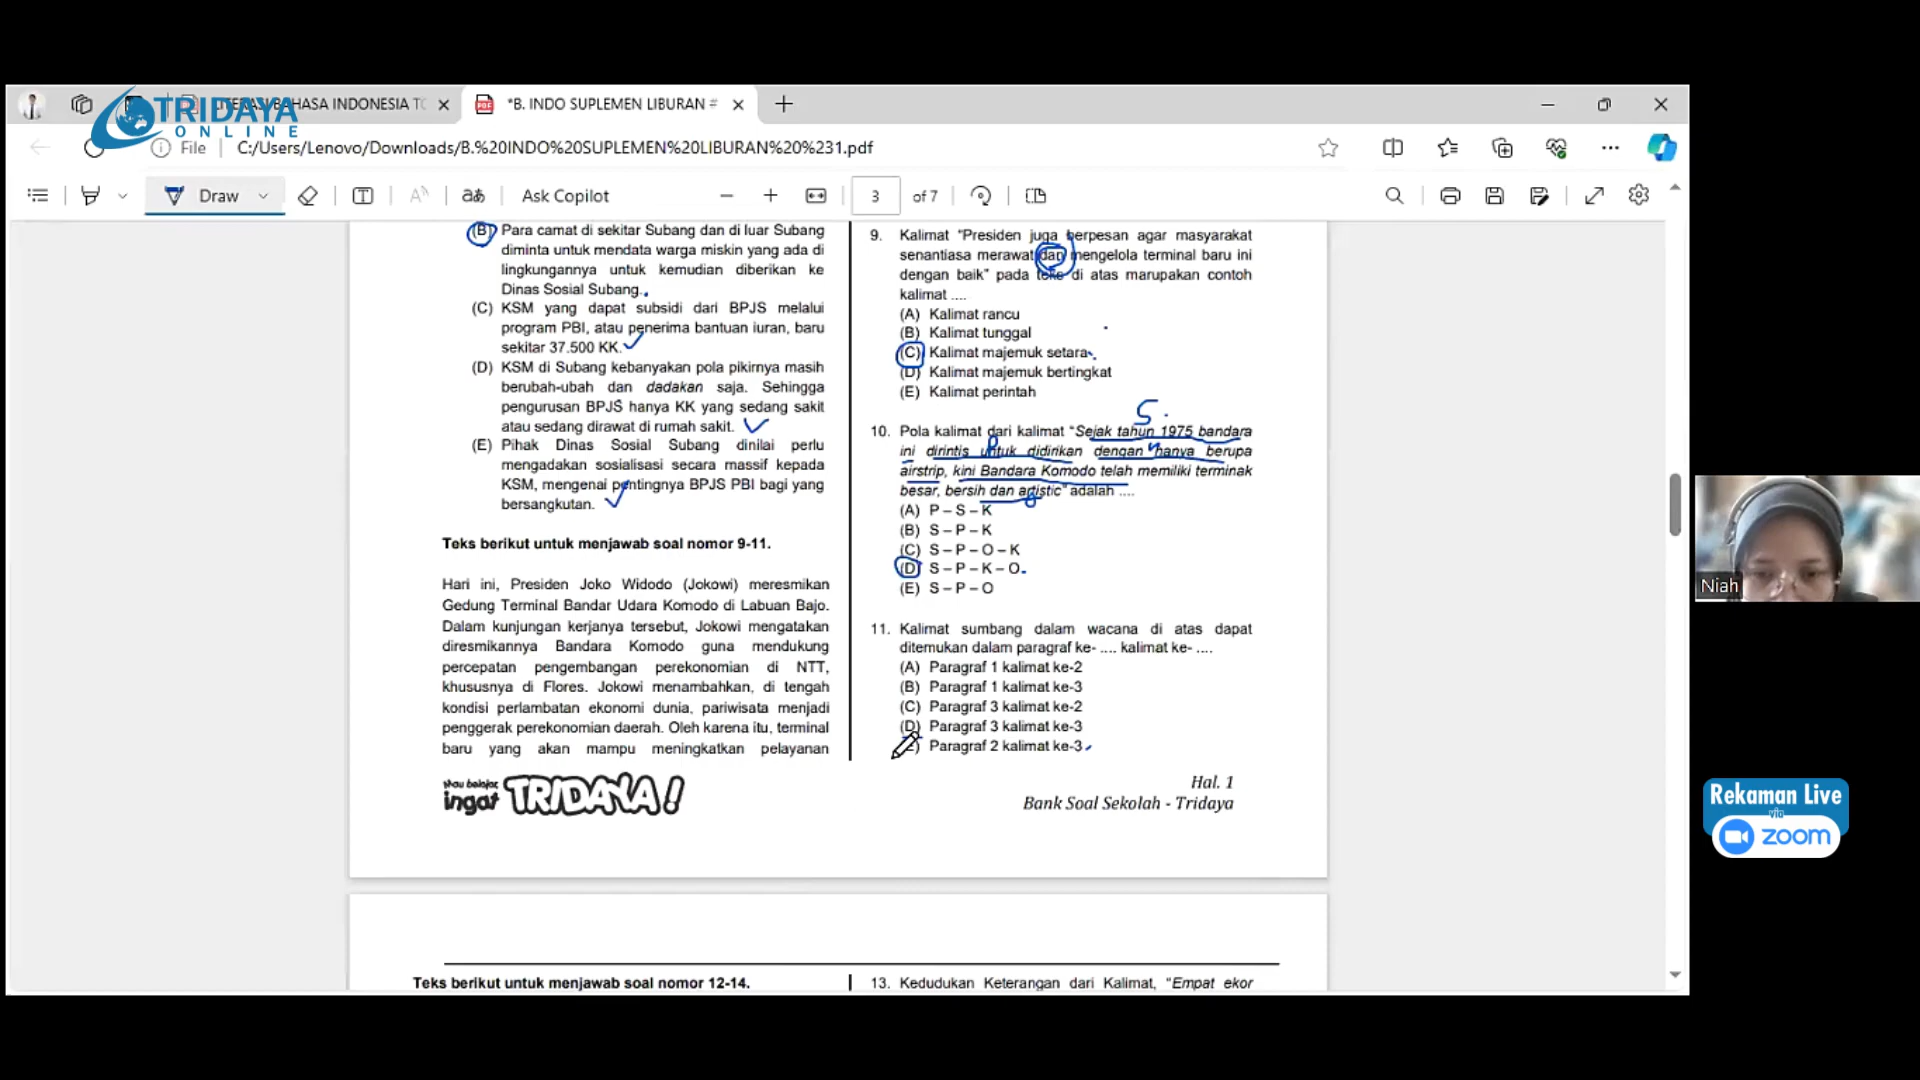 TRIDAYA
ONLINE
LITERASI BAHASA INDONESIA TO
*B. INDO SUPLEMEN LIBURAN #
File
C:/Users/Lenovo/Downloads/B.%20INDO%20SUPLEMEN%20LIBURAN%20%231.pdf
Draw
Ask Copilot
3 of 7
(B) Para camat di sekitar Subang dan di luar Subang
diminta untuk mendata warga miskin yang ada di
lingkungannya untuk kemudian diberikan ke
Dinas Sosial Subang.
(C) KSM yang dapat subsidi dari BPJS melalui
program PBI, atau penerima bantuan iuran, baru
sekitar 37.500 KK.
(D) KSM di Subang kebanyakan pola pikirnya masih
berubah-ubah dan dadakan saja. Sehingga
pengurusan BPJS hanya KK yang sedang sakit
atau sedang dirawat di rumah sakit.
(E) Pihak Dinas Sosial Subang dinilai perlu
mengadakan sosialisasi secara massif kepada
KSM, mengenai pentingnya BPJS PBI bagi yang
bersangkutan.
Teks berikut untuk menjawab soal nomor 9-11.
Hari ini, Presiden Joko Widodo (Jokowi) meresmikan
Gedung Terminal Bandar Udara Komodo di Labuan Bajo.
Dalam kunjungan kerjanya tersebut, Jokowi mengatakan
diresmikannya Bandara Komodo guna mendukung
percepatan pengembangan perekonomian di NTT,
khususnya di Flores. Jokowi menambahkan, di tengah
kondisi perlambatan ekonomi dunia, pariwisata menjadi
penggerak perekonomian daerah. Oleh karena itu, terminal
baru yang akan mampu meningkatkan pelayanan
9. Kalimat "Presiden juga berpesan agar masyarakat
senantiasa merawat dan mengelola terminal baru ini
dengan baik" pada teks di atas marupakan contoh
kalimat ....
(A) Kalimat rancu
(B) Kalimat tunggal
(C) Kalimat majemuk setara
(D) Kalimat majemuk bertingkat
(E) Kalimat perintah
S
10. Pola kalimat dari kalimat "Sejak tahun 1975 bandara
P
ini dirintis untuk didirikan dengan hanya berupa
airstrip, kini Bandara Komodo telah memiliki terminak
besar, bersih dan artistic" adalah ....
(A) P – S – K
(B) S – P – K
(C) S – P – O – K
(D) S – P – K – O
(E) S – P – O
11. Kalimat sumbang dalam wacana di atas dapat
ditemukan dalam paragraf ke- .... kalimat ke- ....
(A) Paragraf 1 kalimat ke-2
(B) Paragraf 1 kalimat ke-3
(C) Paragraf 3 kalimat ke-2
(D) Paragraf 3 kalimat ke-3
Paragraf 2 kalimat ke-3
ingat TRIDAYA!
Hal. 1
Bank Soal Sekolah - Tridaya
Teks berikut untuk menjawab soal nomor 12-14.
13. Kedudukan Keterangan dari Kalimat, "Empat ekor
Niah
Rekaman Live
via
zoom